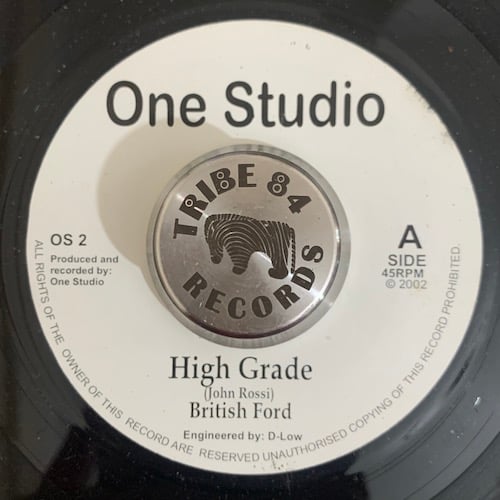 One Studio
TRIBE 84
RECORDS
OS 2
Produced and
recorded by:
One Studio
A
SIDE
45RPM
© 2002
High Grade
(John Rossi)
British Ford
Engineered by: D-Low
ALL RIGHTS OF THE OWNER OF THIS RECORD ARE RESERVED UNAUTHORISED COPYING OF THIS RECORD PROHIBITED.